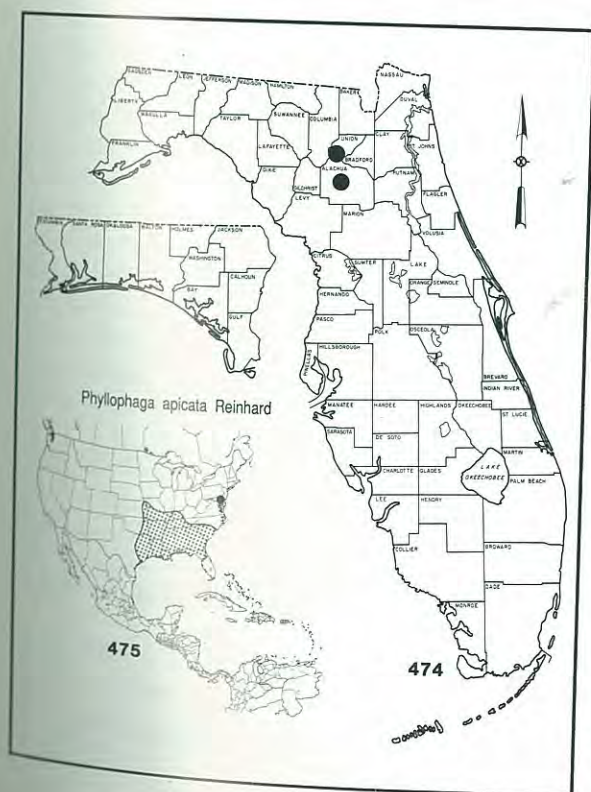 NASSAU
GADSDEN
LEON
JEFFERSON
MADISON
HAMILTON
BAKER
DUVAL
LIBERTY
WAKULLA
TAYLOR
SUWANNEE
COLUMBIA
UNION
CLAY
ST JOHNS
FRANKLIN
LAFAYETTE
BRADFORD
DIXIE
GILCHRIST
ALACHUA
PUTNAM
LEVY
FLAGLER
MARION
VOLUSIA
ESCAMBIA
SANTA ROSA
OKALOOSA
WALTON
HOLMES
JACKSON
WASHINGTON
BAY
CALHOUN
GULF
CITRUS
SUMTER
LAKE
ORANGE
SEMINOLE
HERNANDO
PASCO
POLK
OSCEOLA
PINELLAS
HILLSBOROUGH
BREVARD
INDIAN RIVER
Phyllophaga apicata Reinhard
MANATEE
HARDEE
HIGHLANDS
OKEECHOBEE
ST LUCIE
SARASOTA
DE SOTO
MARTIN
CHARLOTTE
GLADES
LAKE
OKEECHOBEE
PALM BEACH
LEE
HENDRY
COLLIER
BROWARD
DADE
MONROE
475
474